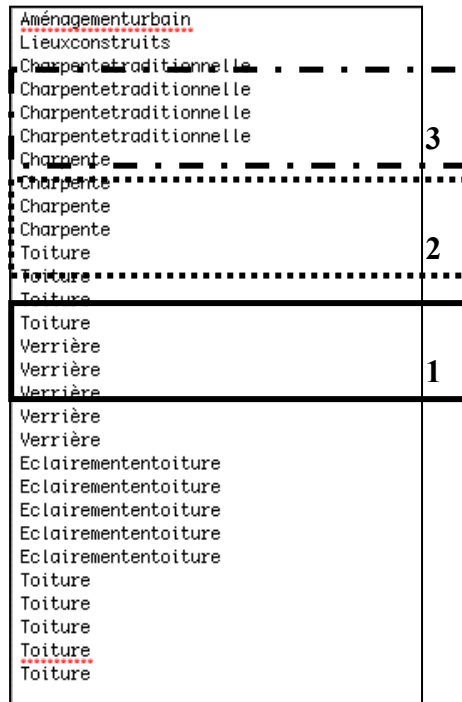 Aménagementurbain
Lieuxconstruits
Charpentetraditionnelle
Charpentetraditionnelle
Charpentetraditionnelle
Charpentetraditionnelle
3
Charpente
Charpente
Charpente
Charpente
Toiture
2
Toiture
Toiture
Toiture
Verrière
Verrière
1
Verrière
Verrière
Verrière
Eclairemententoiture
Eclairemententoiture
Eclairemententoiture
Eclairemententoiture
Eclairemententoiture
Toiture
Toiture
Toiture
Toiture
Toiture